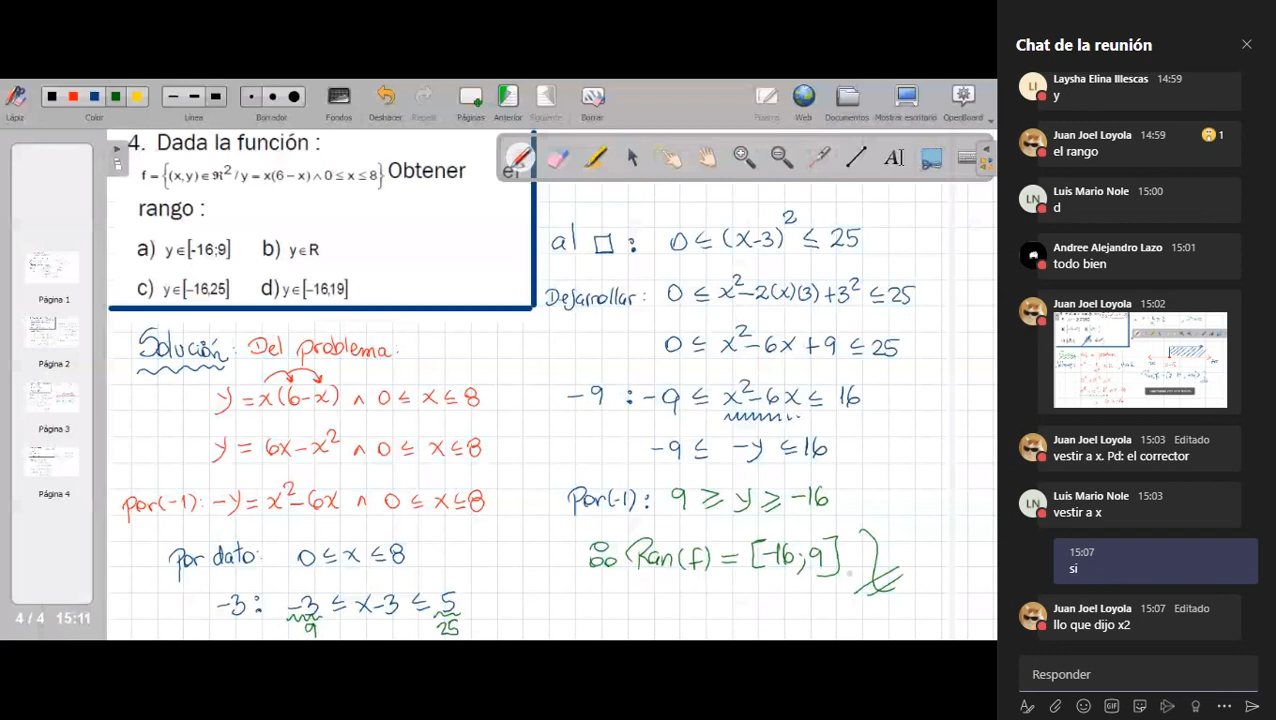 Lápiz
Color
Línea
Borrador
Fondos
Deshacer
Repetir
Páginas
Anterior
Siguiente
Borrar
Pizarra
Web
Documentos
Mostrar escritorio
OpenBoard
Página 1
Página 2
Página 3
Página 4
4 / 4 15:11
4. Dada la función :
f = {(x,y) ∈ ℜ² / y = x(6 − x) ∧ 0 ≤ x ≤ 8} Obtener el
rango :
a) y ∈ [-16;9] b) y ∈ R
c) y ∈ [−16,25] d) y ∈ [−16,19]
Solución: Del problema:
y = x(6-x) ∧ 0 ≤ x ≤ 8
y = 6x - x² ∧ 0 ≤ x ≤ 8
por(-1): -y = x² - 6x ∧ 0 ≤ x ≤ 8
por dato: 0 ≤ x ≤ 8
-3: -3 ≤ x-3 ≤ 5
9 25
al □: 0 ≤ (x-3)² ≤ 25
Desarrollar: 0 ≤ x² - 2(x)(3) + 3² ≤ 25
0 ≤ x² - 6x + 9 ≤ 25
-9 : -9 ≤ x² - 6x ≤ 16
-9 ≤ -y ≤ 16
Por(-1): 9 ≥ y ≥ -16
∴ Ran(f) = [-16; 9]
Chat de la reunión
LI
Laysha Elina Illescas 14:59
y
Juan Joel Loyola 14:59
1
el rango
LN
Luis Mario Nole 15:00
d
Andree Alejandro Lazo 15:01
todo bien
Juan Joel Loyola 15:02
Juan Joel Loyola 15:03 Editado
vestir a x. Pd: el corrector
LN
Luis Mario Nole 15:03
vestir a x
15:07
si
Juan Joel Loyola 15:07 Editado
llo que dijo x2
Responder
GIF